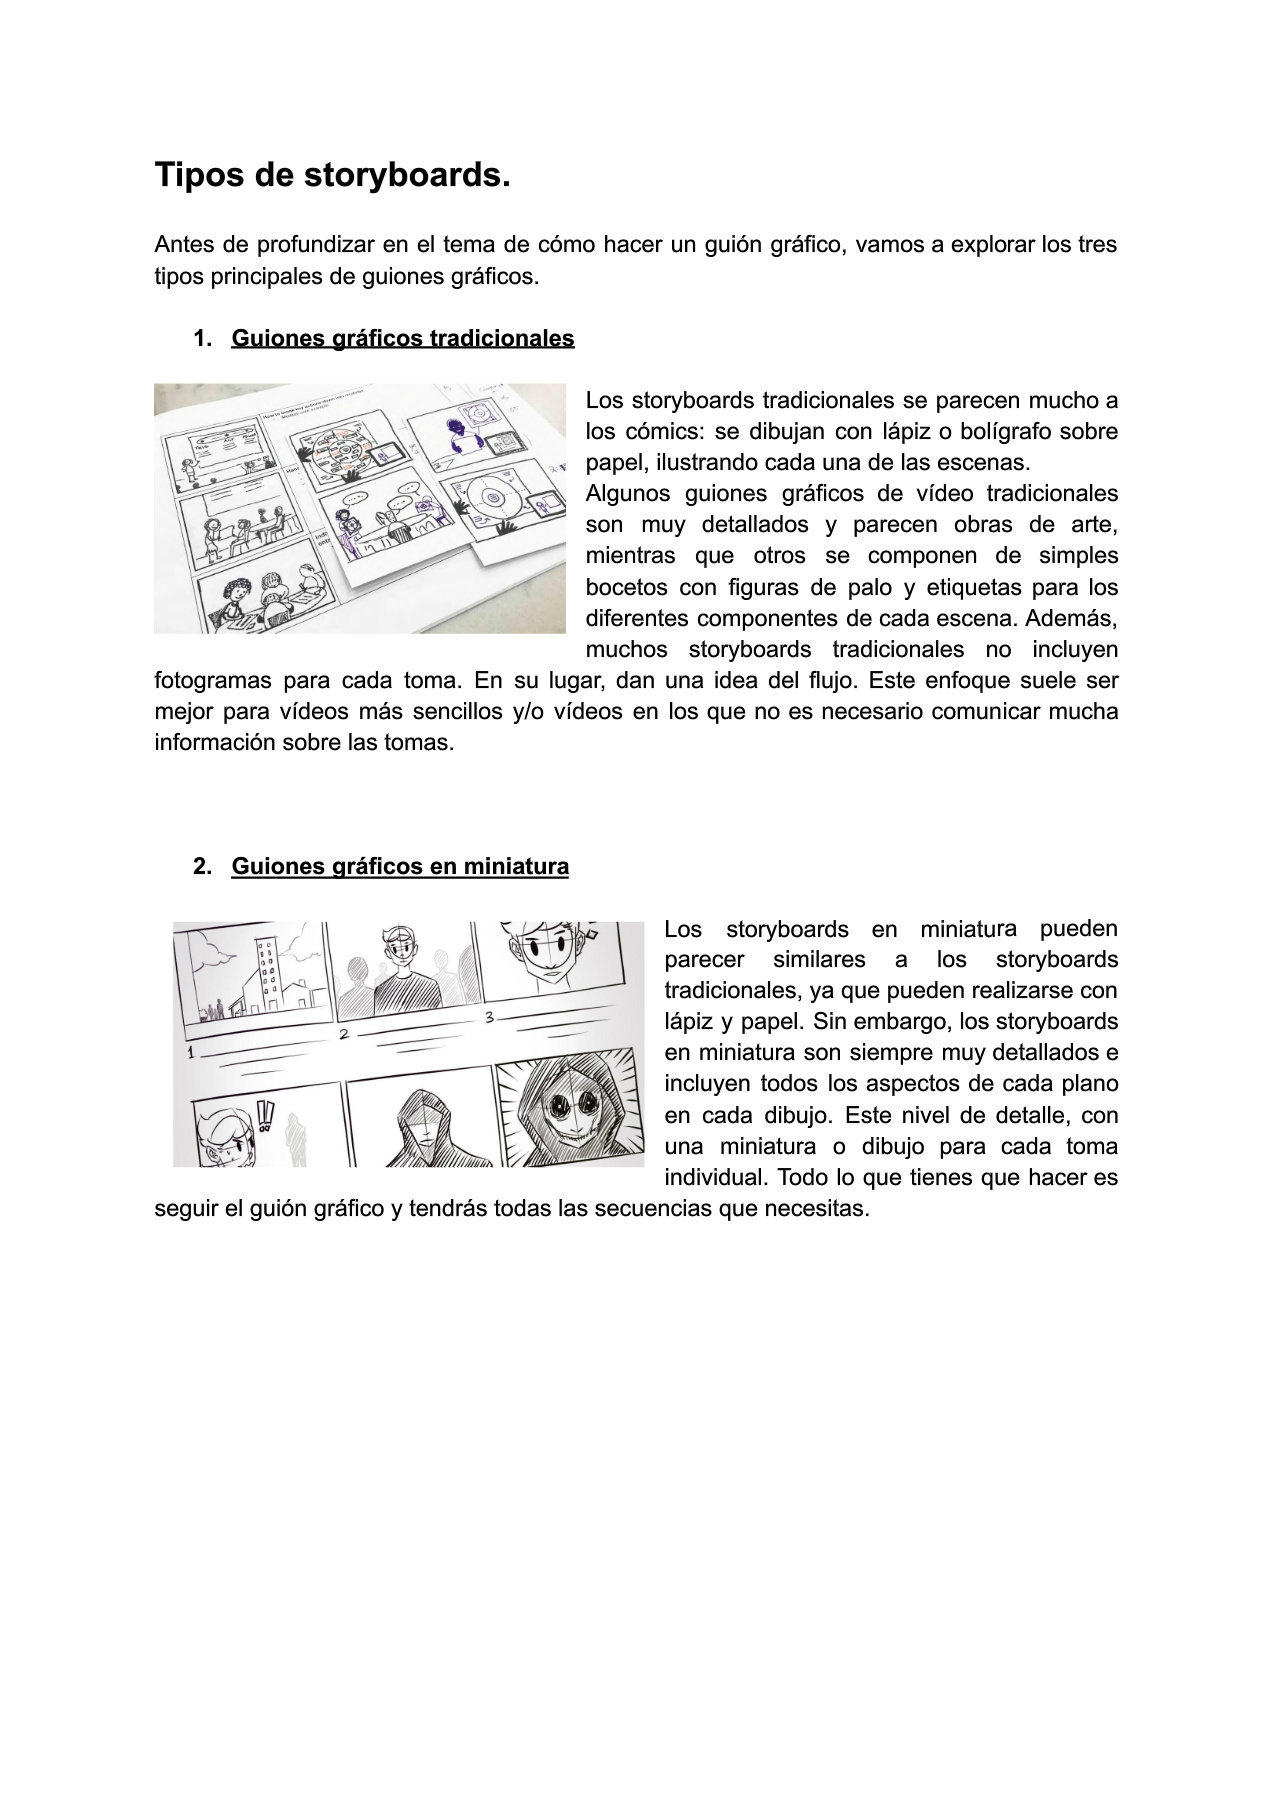 Tipos de storyboards.
Antes de profundizar en el tema de cómo hacer un guión gráfico, vamos a explorar los tres
tipos principales de guiones gráficos.
1. Guiones gráficos tradicionales
Los storyboards tradicionales se parecen mucho a
los cómics: se dibujan con lápiz o bolígrafo sobre
papel, ilustrando cada una de las escenas.
Algunos guiones gráficos de vídeo tradicionales
son muy detallados y parecen obras de arte,
mientras que otros se componen de simples
bocetos con figuras de palo y etiquetas para los
diferentes componentes de cada escena. Además,
muchos storyboards tradicionales no incluyen
fotogramas para cada toma. En su lugar, dan una idea del flujo. Este enfoque suele ser
mejor para vídeos más sencillos y/o vídeos en los que no es necesario comunicar mucha
información sobre las tomas.
2. Guiones gráficos en miniatura
1
2
3
!!
Los storyboards en miniatura pueden
parecer similares a los storyboards
tradicionales, ya que pueden realizarse con
lápiz y papel. Sin embargo, los storyboards
en miniatura son siempre muy detallados e
incluyen todos los aspectos de cada plano
en cada dibujo. Este nivel de detalle, con
una miniatura o dibujo para cada toma
individual. Todo lo que tienes que hacer es
seguir el guión gráfico y tendrás todas las secuencias que necesitas.